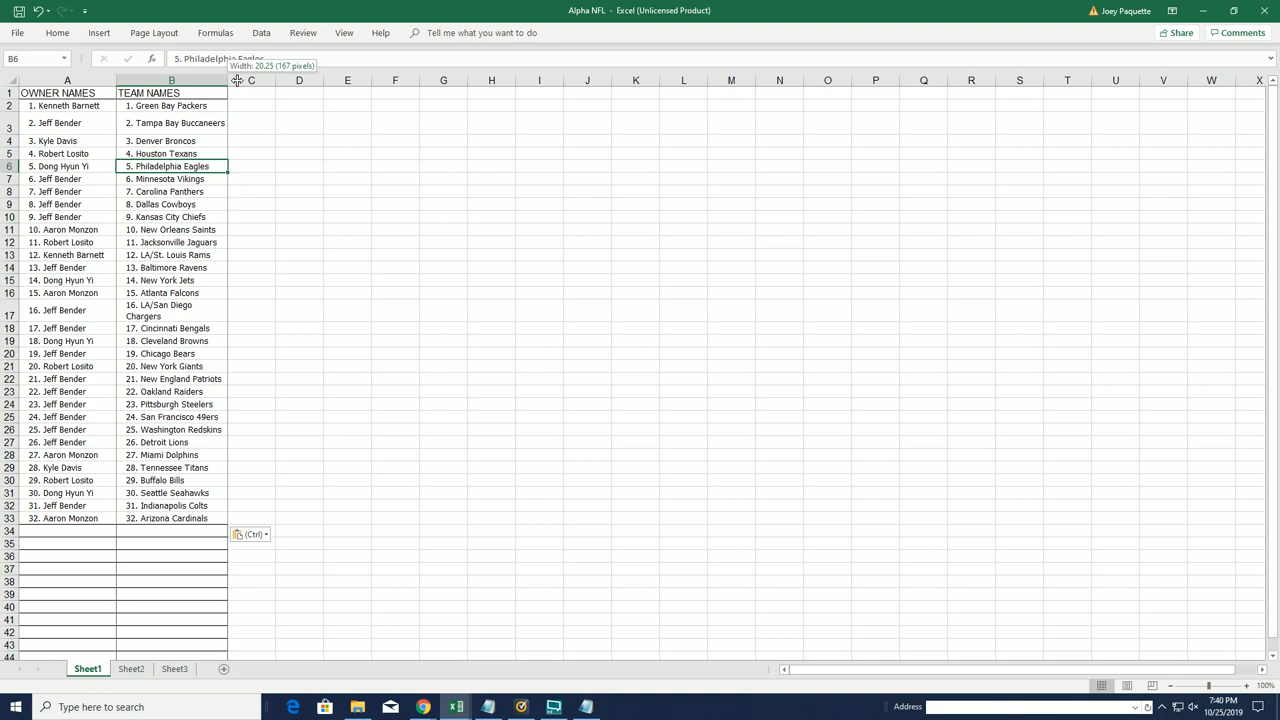 Alpha NFL - Excel (Unlicensed Product)
Joey Paquette
File Home Insert Page Layout Formulas Data Review View Help Tell me what you want to do
Share Comments
B6 fx 5. Philadelphia Eagles
Width: 20.25 (167 pixels)
A B C D E F G H I J K L M N O P Q R S T U V W X
1 OWNER NAMES TEAM NAMES
2 1. Kenneth Barnett 1. Green Bay Packers
3 2. Jeff Bender 2. Tampa Bay Buccaneers
4 3. Kyle Davis 3. Denver Broncos
5 4. Robert Losito 4. Houston Texans
6 5. Dong Hyun Yi 5. Philadelphia Eagles
7 6. Jeff Bender 6. Minnesota Vikings
8 7. Jeff Bender 7. Carolina Panthers
9 8. Jeff Bender 8. Dallas Cowboys
10 9. Jeff Bender 9. Kansas City Chiefs
11 10. Aaron Monzon 10. New Orleans Saints
12 11. Robert Losito 11. Jacksonville Jaguars
13 12. Kenneth Barnett 12. LA/St. Louis Rams
14 13. Jeff Bender 13. Baltimore Ravens
15 14. Dong Hyun Yi 14. New York Jets
16 15. Aaron Monzon 15. Atlanta Falcons
17 16. Jeff Bender 16. LA/San Diego
Chargers
18 17. Jeff Bender 17. Cincinnati Bengals
19 18. Dong Hyun Yi 18. Cleveland Browns
20 19. Jeff Bender 19. Chicago Bears
21 20. Robert Losito 20. New York Giants
22 21. Jeff Bender 21. New England Patriots
23 22. Jeff Bender 22. Oakland Raiders
24 23. Jeff Bender 23. Pittsburgh Steelers
25 24. Jeff Bender 24. San Francisco 49ers
26 25. Jeff Bender 25. Washington Redskins
27 26. Jeff Bender 26. Detroit Lions
28 27. Aaron Monzon 27. Miami Dolphins
29 28. Kyle Davis 28. Tennessee Titans
30 29. Robert Losito 29. Buffalo Bills
31 30. Dong Hyun Yi 30. Seattle Seahawks
32 31. Jeff Bender 31. Indianapolis Colts
33 32. Aaron Monzon 32. Arizona Cardinals
34 (Ctrl)
35
36
37
38
39
40
41
42
43
44
Sheet1 Sheet2 Sheet3
100%
Type here to search
Address
7:40 PM
10/25/2019